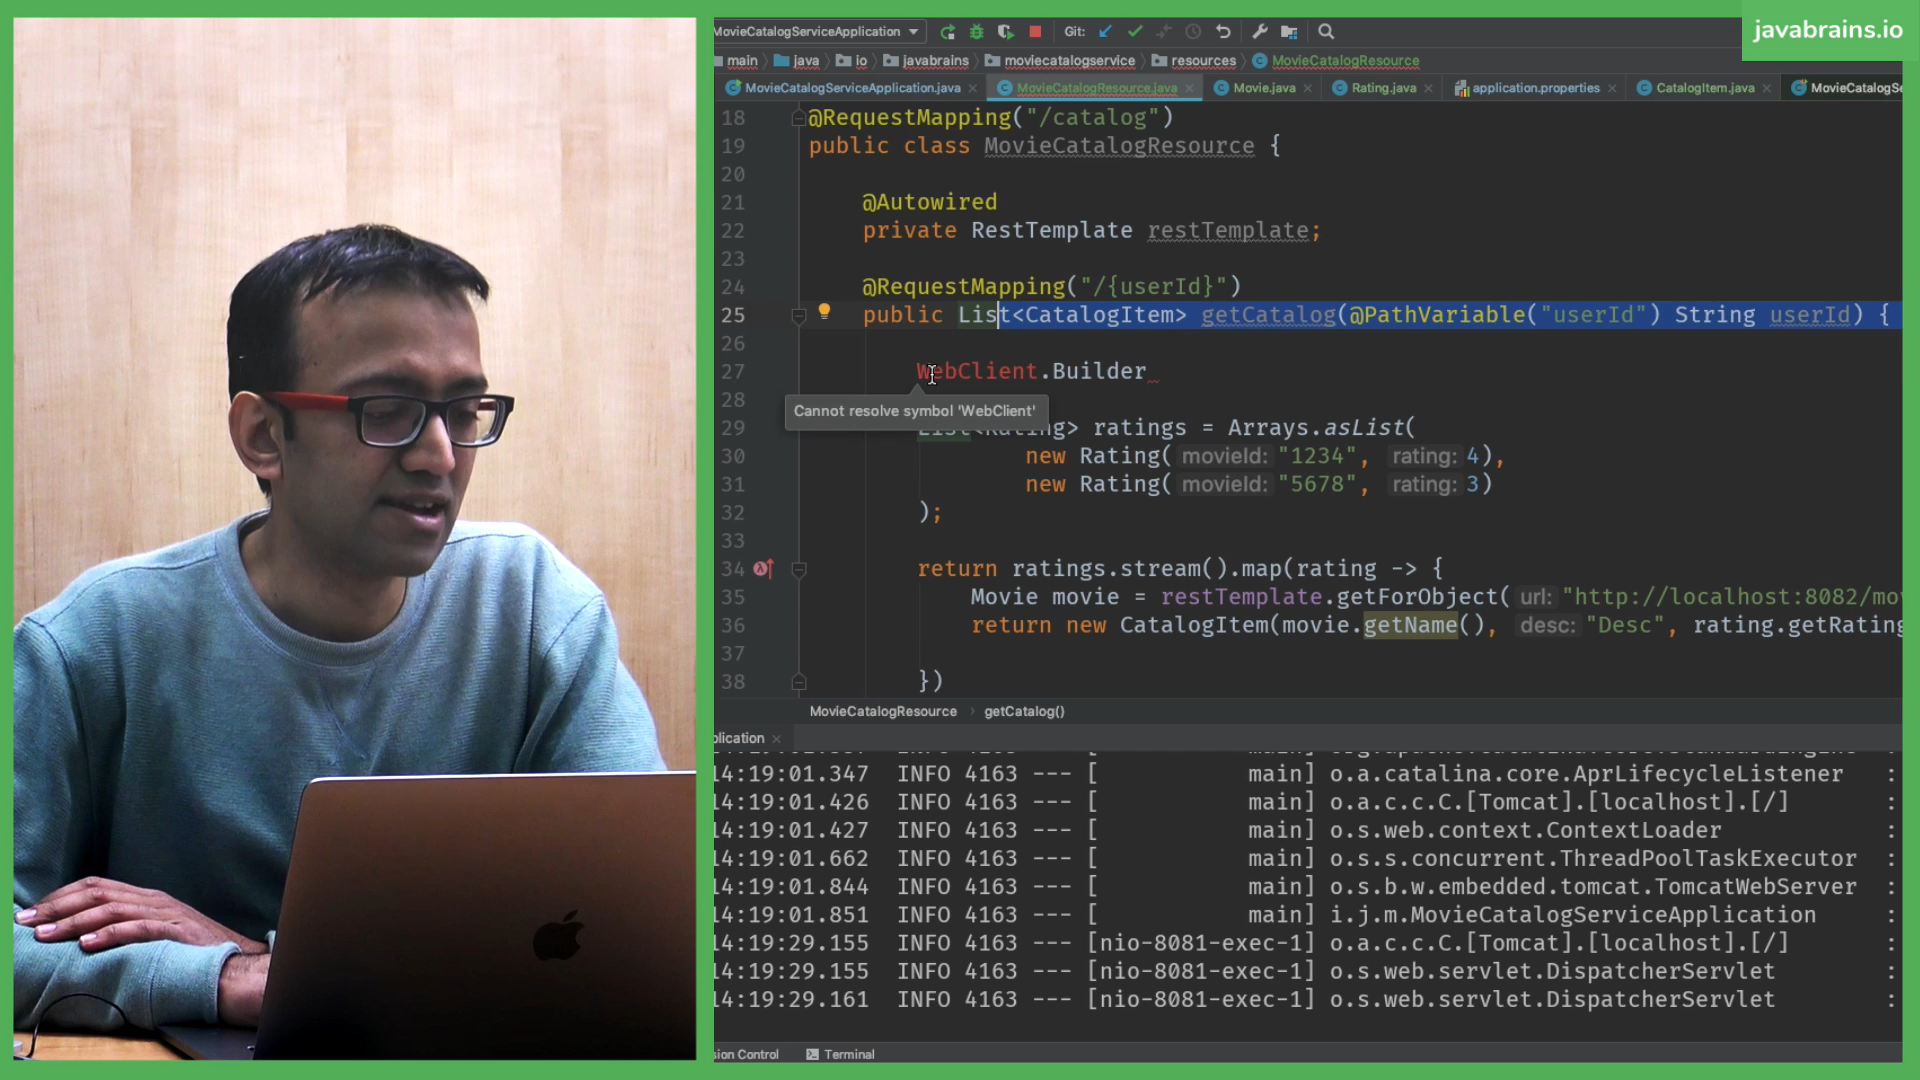 javabrains.io
MovieCatalogServiceApplication Git:
main java io javabrains moviecatalogservice resources MovieCatalogResource
MovieCatalogServiceApplication.java MovieCatalogResource.java Movie.java Rating.java application.properties CatalogItem.java MovieCatalogSe
18 @RequestMapping("/catalog")
19 public class MovieCatalogResource {
20
21 @Autowired
22 private RestTemplate restTemplate;
23
24 @RequestMapping("/{userId}")
25 public List<CatalogItem> getCatalog(@PathVariable("userId") String userId) {
26
27 WebClient.Builder
28
Cannot resolve symbol 'WebClient'
29 List<Rating> ratings = Arrays.asList(
30 new Rating( movieId: "1234", rating: 4),
31 new Rating( movieId: "5678", rating: 3)
32 );
33
34 return ratings.stream().map(rating -> {
35 Movie movie = restTemplate.getForObject( url: "http://localhost:8082/mo
36 return new CatalogItem(movie.getName(), desc: "Desc", rating.getRating
37
38 })
MovieCatalogResource getCatalog()
plication
14:19:01.347 INFO 4163 --- [ main] o.a.catalina.core.AprLifecycleListener :
14:19:01.426 INFO 4163 --- [ main] o.a.c.c.C.[Tomcat].[localhost].[/] :
14:19:01.427 INFO 4163 --- [ main] o.s.web.context.ContextLoader :
14:19:01.662 INFO 4163 --- [ main] o.s.s.concurrent.ThreadPoolTaskExecutor :
14:19:01.844 INFO 4163 --- [ main] o.s.b.w.embedded.tomcat.TomcatWebServer :
14:19:01.851 INFO 4163 --- [ main] i.j.m.MovieCatalogServiceApplication :
14:19:29.155 INFO 4163 --- [nio-8081-exec-1] o.a.c.c.C.[Tomcat].[localhost].[/] :
14:19:29.155 INFO 4163 --- [nio-8081-exec-1] o.s.web.servlet.DispatcherServlet :
14:19:29.161 INFO 4163 --- [nio-8081-exec-1] o.s.web.servlet.DispatcherServlet :
sion Control Terminal